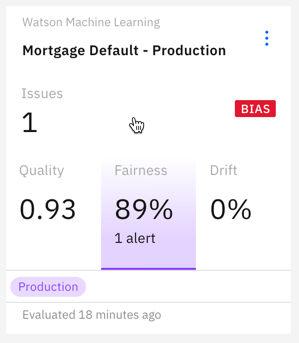 Watson Machine Learning
Mortgage Default - Production
Issues
1
BIAS
Quality
0.93
Fairness
89%
1 alert
Drift
0%
Production
Evaluated 18 minutes ago